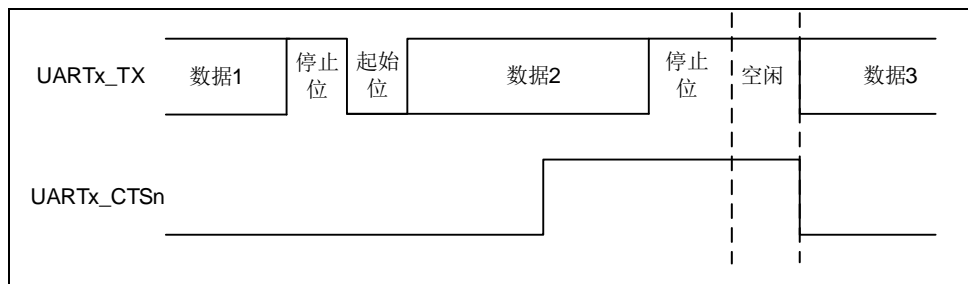 UARTx_TX
数据1
停止
位
起始
位
数据2
停止
位
空闲
数据3
UARTx_CTSn